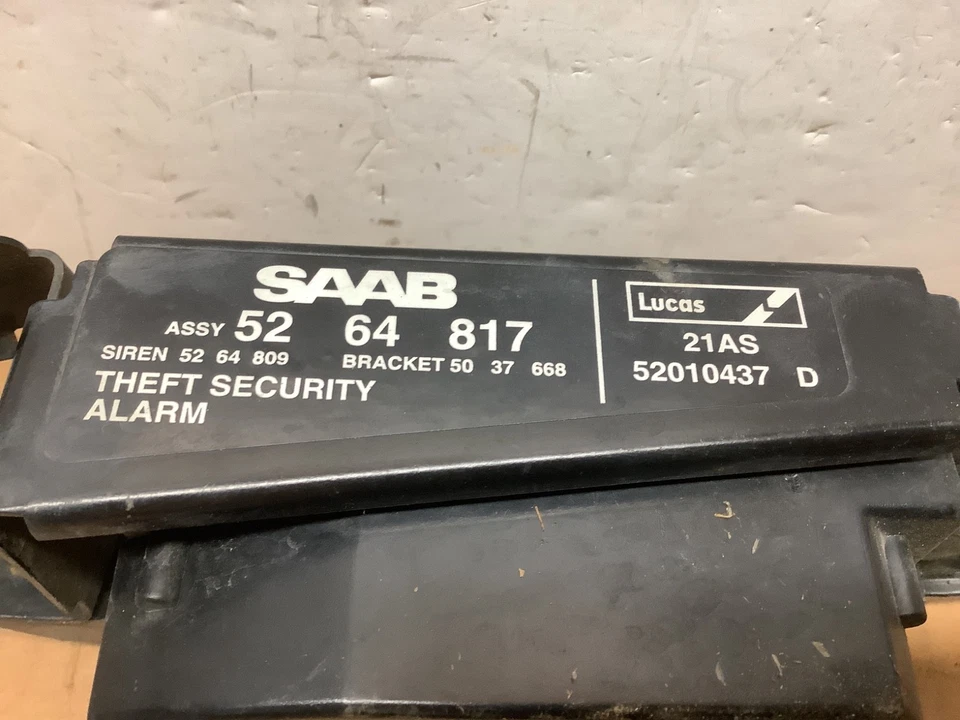 SAAB
ASSY 52 64 817
SIREN 52 64 809 BRACKET 50 37 668
THEFT SECURITY
ALARM
Lucas
21AS
52010437 D